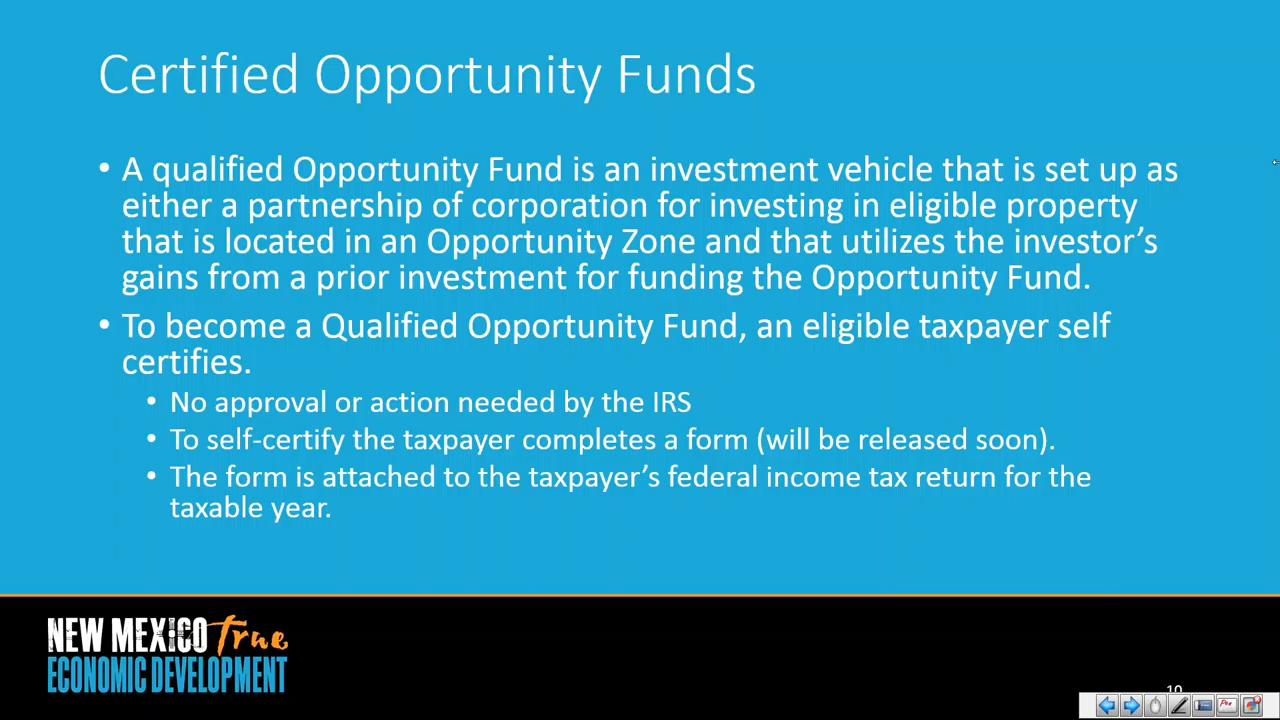 Certified Opportunity Funds
• A qualified Opportunity Fund is an investment vehicle that is set up as
either a partnership of corporation for investing in eligible property
that is located in an Opportunity Zone and that utilizes the investor’s
gains from a prior investment for funding the Opportunity Fund.
• To become a Qualified Opportunity Fund, an eligible taxpayer self
certifies.
• No approval or action needed by the IRS
• To self-certify the taxpayer completes a form (will be released soon).
• The form is attached to the taxpayer’s federal income tax return for the
taxable year.
NEW MEXICO True
ECONOMIC DEVELOPMENT